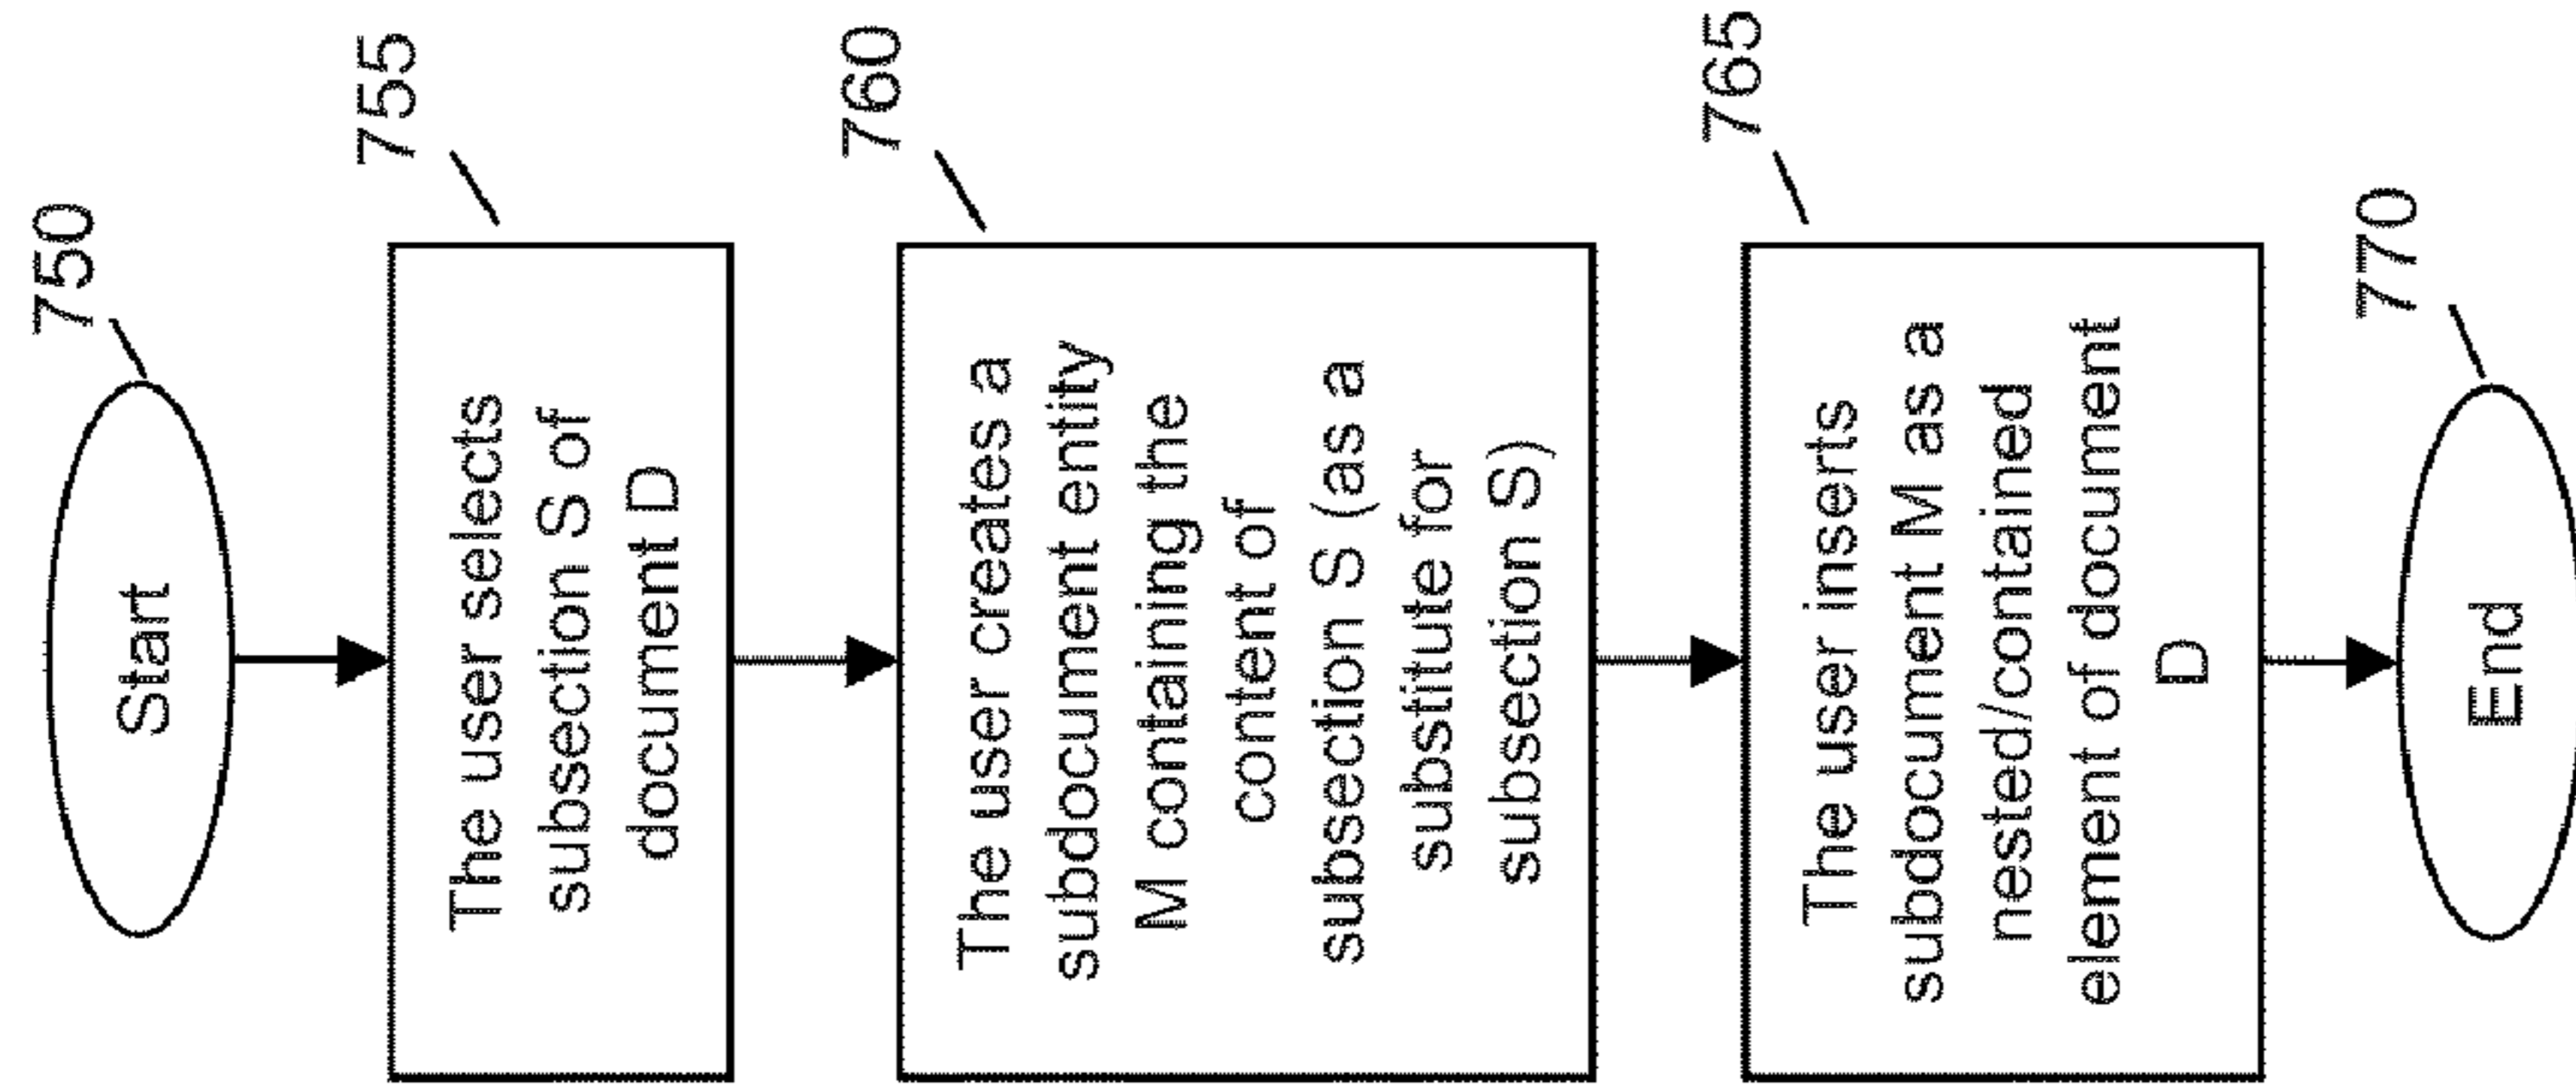 750
Start
755
The user selects
subsection S of
document D
760
The user creates a
subdocument entity
M containing the
content of
subsection S (as a
substitute for
subsection S)
765
The user inserts
subdocument M as a
nested/contained
element of document
D
770
End